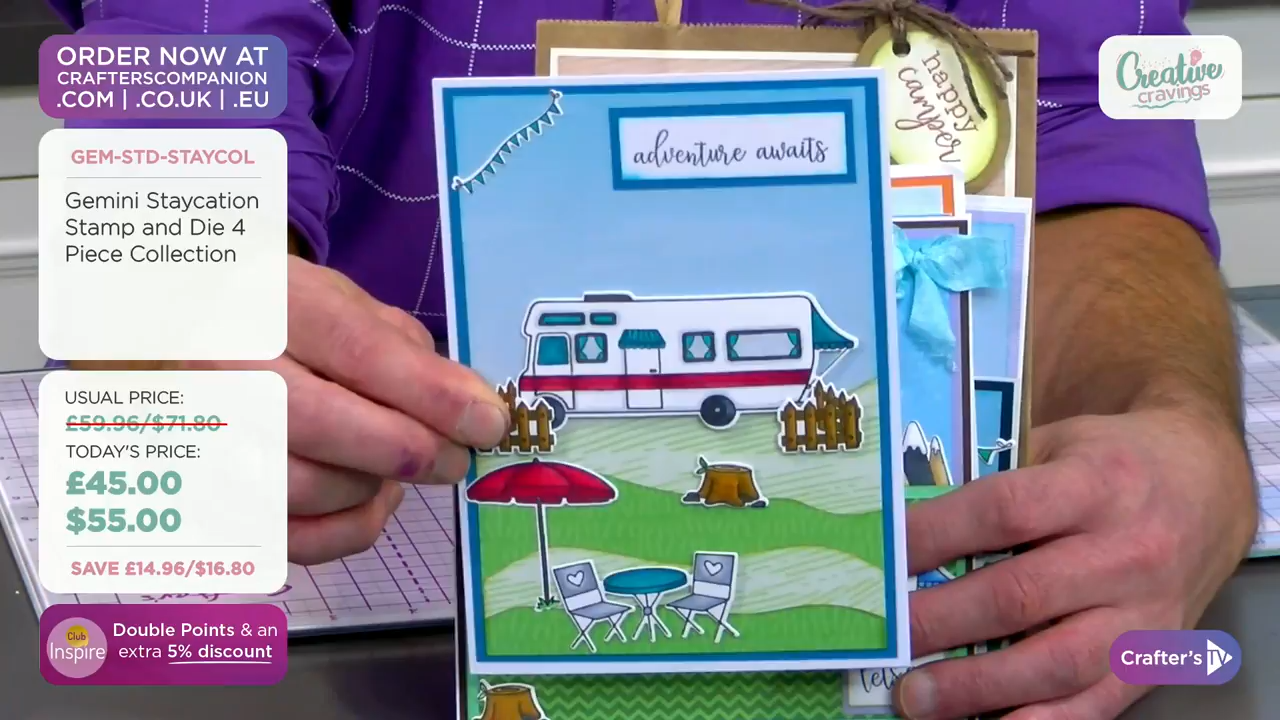 ORDER NOW AT
CRAFTERSCOMPANION
.COM | .CO.UK | .EU
GEM-STD-STAYCOL
Gemini Staycation
Stamp and Die 4
Piece Collection
USUAL PRICE:
£59.96/$71.80
TODAY'S PRICE:
£45.00
$55.00
SAVE £14.96/$16.80
Club
Inspire
Double Points & an
extra 5% discount
adventure awaits
happy
camper
Creative
cravings
Crafter's TV